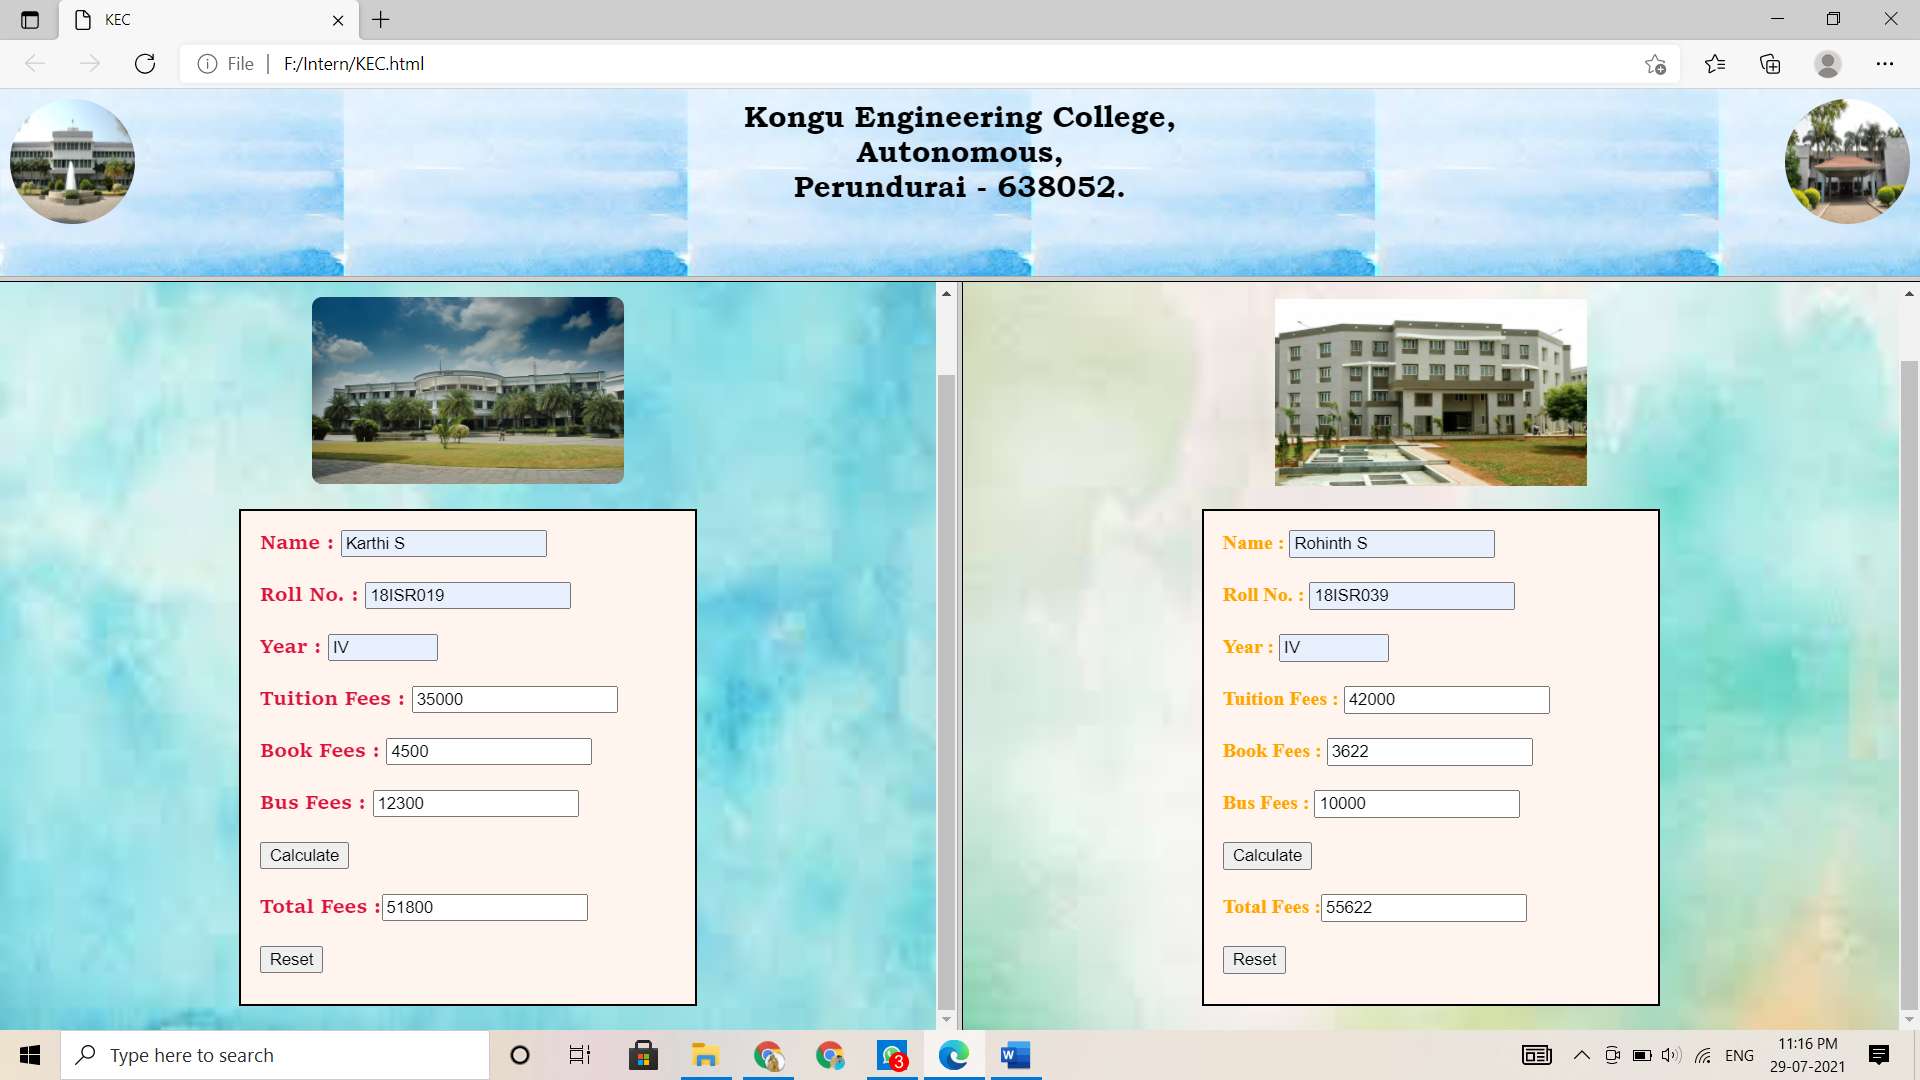 KEC
File
F:/Intern/KEC.html
Kongu Engineering College,
Autonomous,
Perundurai - 638052.
Name : Karthi S
Roll No. : 18ISR019
Year : IV
Tuition Fees : 35000
Book Fees : 4500
Bus Fees : 12300
Calculate
Total Fees : 51800
Reset
Name : Rohinth S
Roll No. : 18ISR039
Year : IV
Tuition Fees : 42000
Book Fees : 3622
Bus Fees : 10000
Calculate
Total Fees : 55622
Reset
Type here to search
3
W
ENG
11:16 PM
29-07-2021